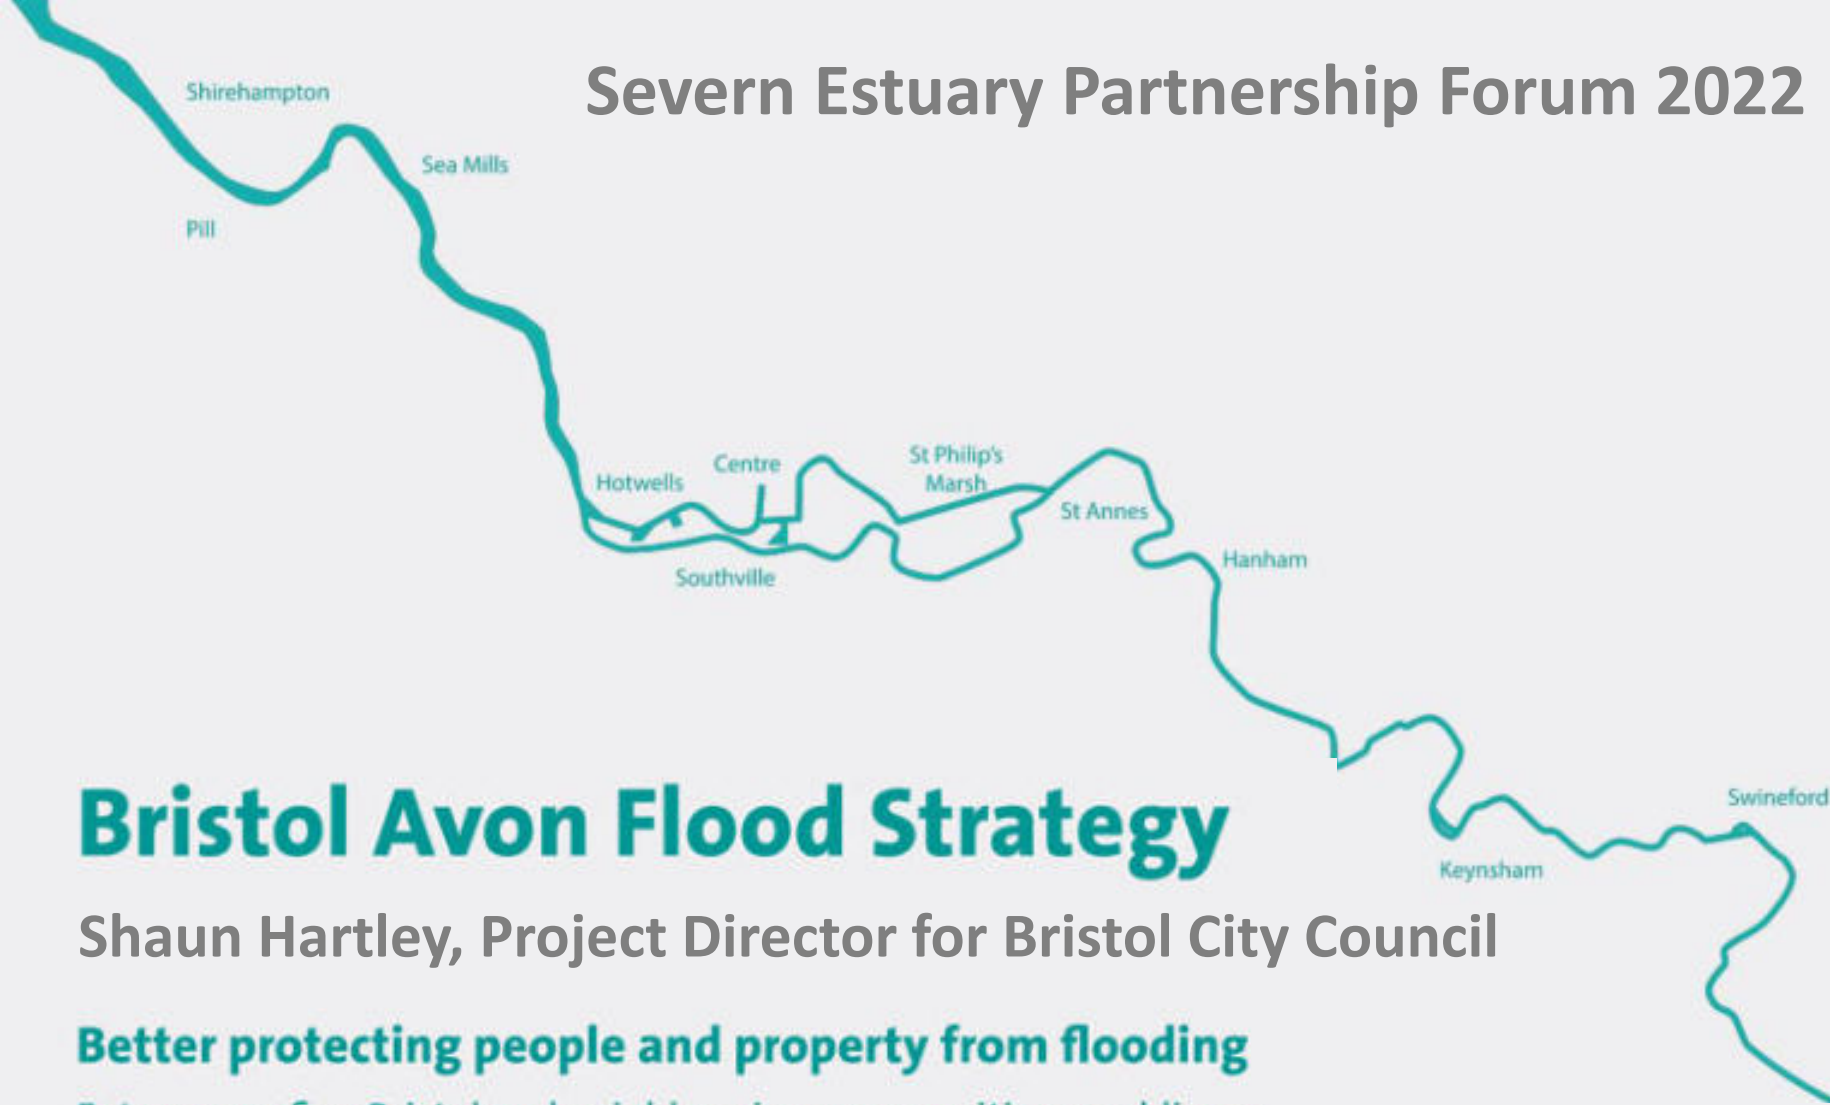 Severn Estuary Partnership Forum 2022
Shirehampton
Sea Mills
Pill
Hotwells
Centre
St Philip's
Marsh
St Annes
Southville
Hanham
Swineford
Keynsham
Bristol Avon Flood Strategy
Shaun Hartley, Project Director for Bristol City Council
Better protecting people and property from flooding